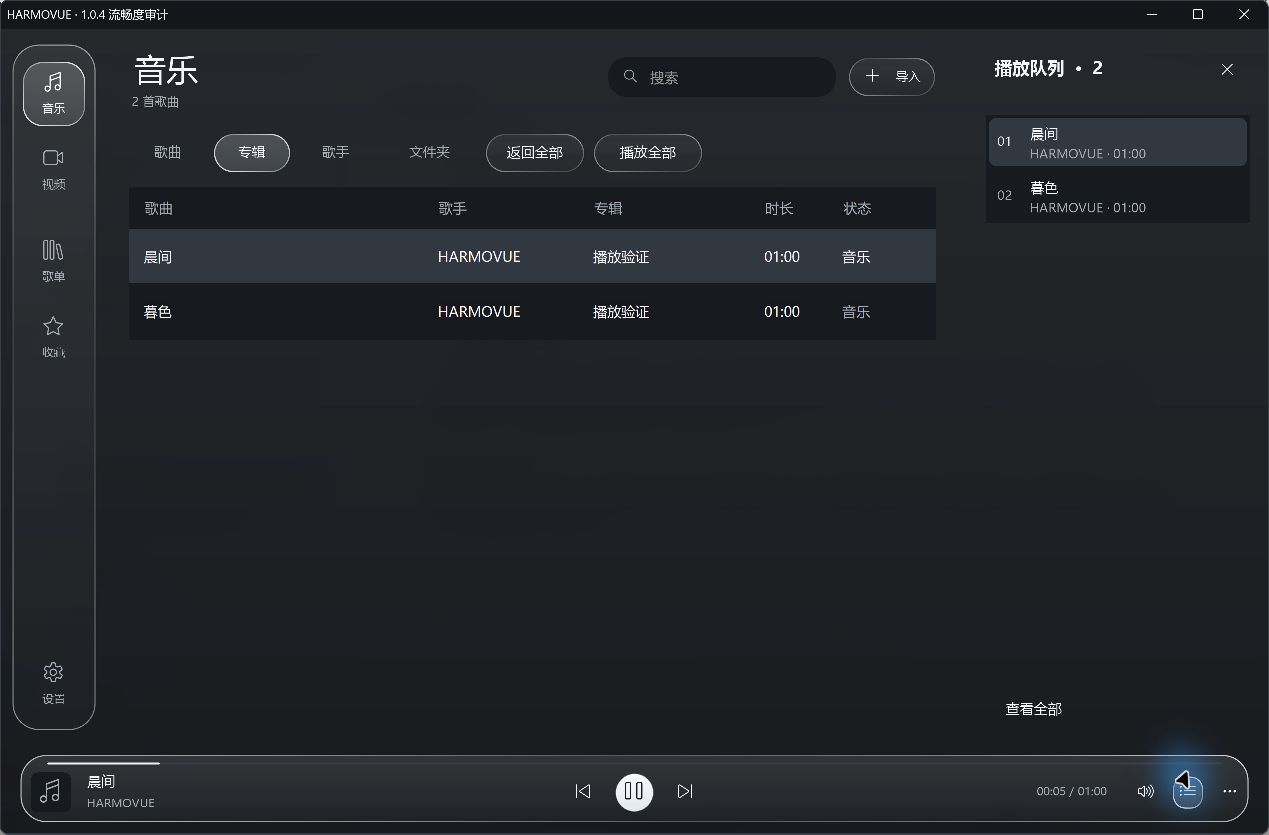 HARMOVUE · 1.0.4 流畅度审计
音乐
视频
歌单
收藏
设置
音乐
2 首歌曲
搜索
导入
歌曲 专辑 歌手 文件夹 返回全部 播放全部
歌曲 歌手 专辑 时长 状态
晨间 HARMOVUE 播放验证 01:00 音乐
暮色 HARMOVUE 播放验证 01:00 音乐
播放队列 • 2
01 晨间
HARMOVUE · 01:00
02 暮色
HARMOVUE · 01:00
查看全部
晨间
HARMOVUE
00:05 / 01:00